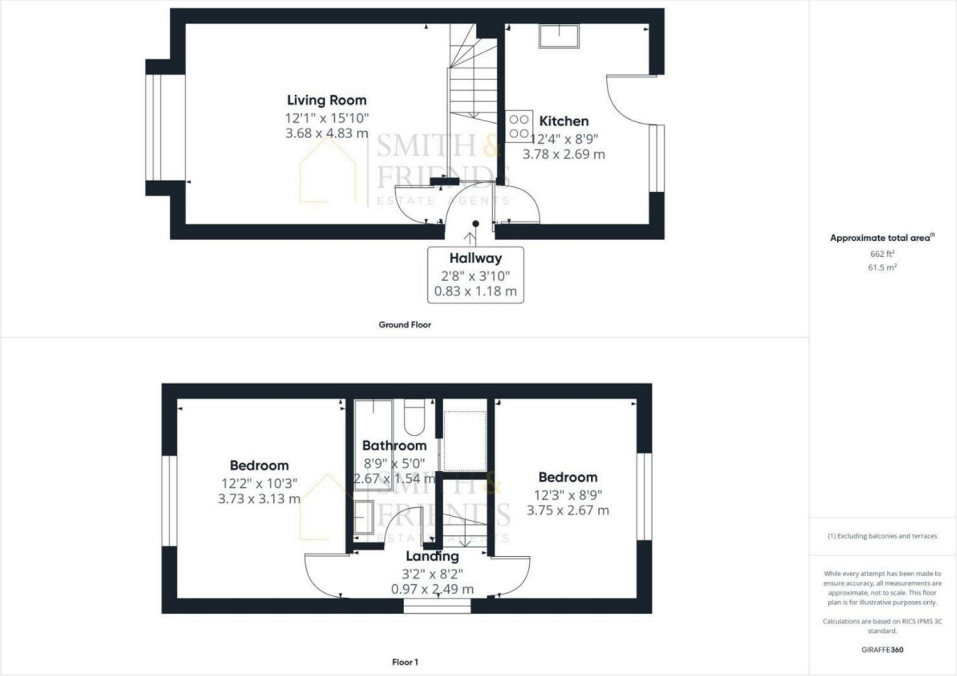 Living Room
12'1" x 15'10"
3.68 x 4.83 m
Kitchen
12'4" x 8'9"
3.78 x 2.69 m
SMITH &
FRIENDS
ESTATE AGENTS
Hallway
2'8" x 3'10"
0.83 x 1.18 m
Ground Floor
Approximate total area(1)
662 ft²
61.5 m²
Bedroom
12'2" x 10'3"
3.73 x 3.13 m
Bathroom
8'9" x 5'0"
2.67 x 1.54 m
Bedroom
12'3" x 8'9"
3.75 x 2.67 m
SMITH &
FRIENDS
ESTATE AGENTS
Landing
3'2" x 8'2"
0.97 x 2.49 m
Floor 1
(1) Excluding balconies and terraces
While every attempt has been made to
ensure accuracy, all measurements are
approximate, not to scale. This floor
plan is for illustrative purposes only.
Calculations are based on RICS IPMS 3C
standard.
GIRAFFE360